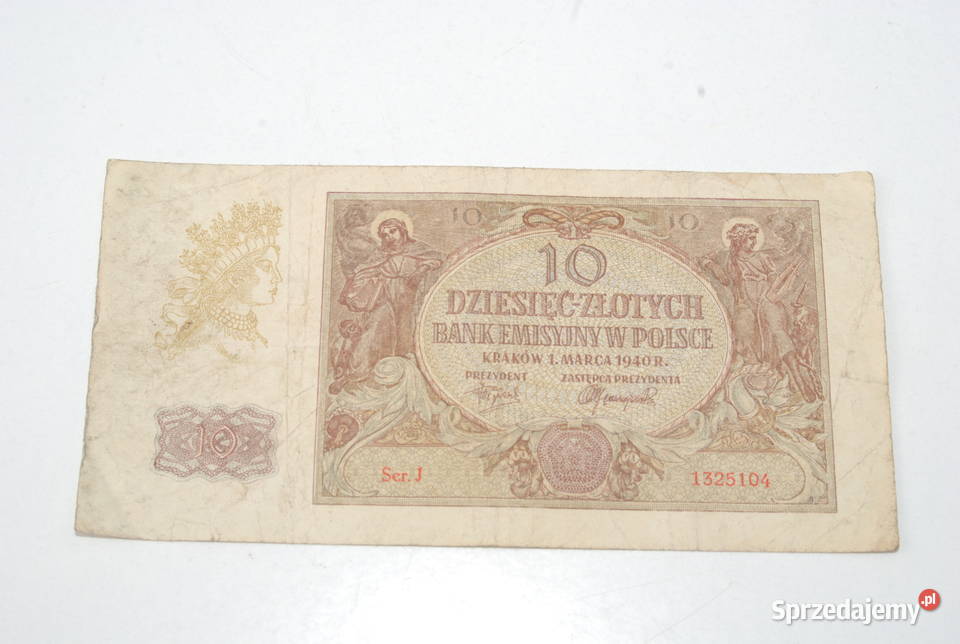 10 10
10
DZIESIĘĆ-ZŁOTYCH
BANK EMISYJNY W POLSCE
KRAKÓW 1. MARCA 1940 R.
PREZYDENT ZASTĘPCA PREZYDENTA
10
Ser. J 1325104
Sprzedajemy.pl